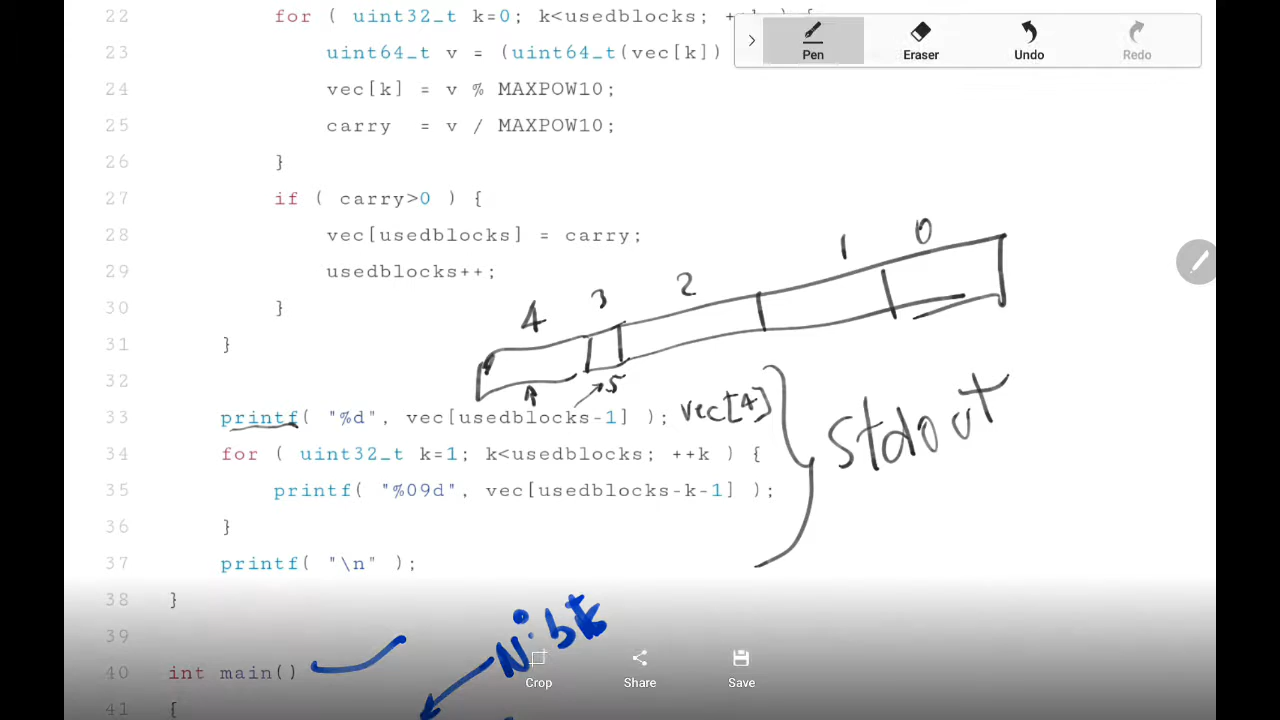 22 for ( uint32_t k=0; k<usedblocks; +
Pen Eraser Undo Redo
23 uint64_t v = (uint64_t(vec[k])
24 vec[k] = v % MAXPOW10;
25 carry = v / MAXPOW10;
26 }
27 if ( carry>0 ) {
28 vec[usedblocks] = carry;
29 usedblocks++;
30 }
4 3 2 1 0
31 }
32
5
33 printf( "%d", vec[usedblocks-1] ); vec[4]
stdout
34 for ( uint32_t k=1; k<usedblocks; ++k ) {
35 printf( "%09d", vec[usedblocks-k-1] );
36 }
37 printf( "\n" );
38 }
39
40 int main()
41 {
Crop Share Save